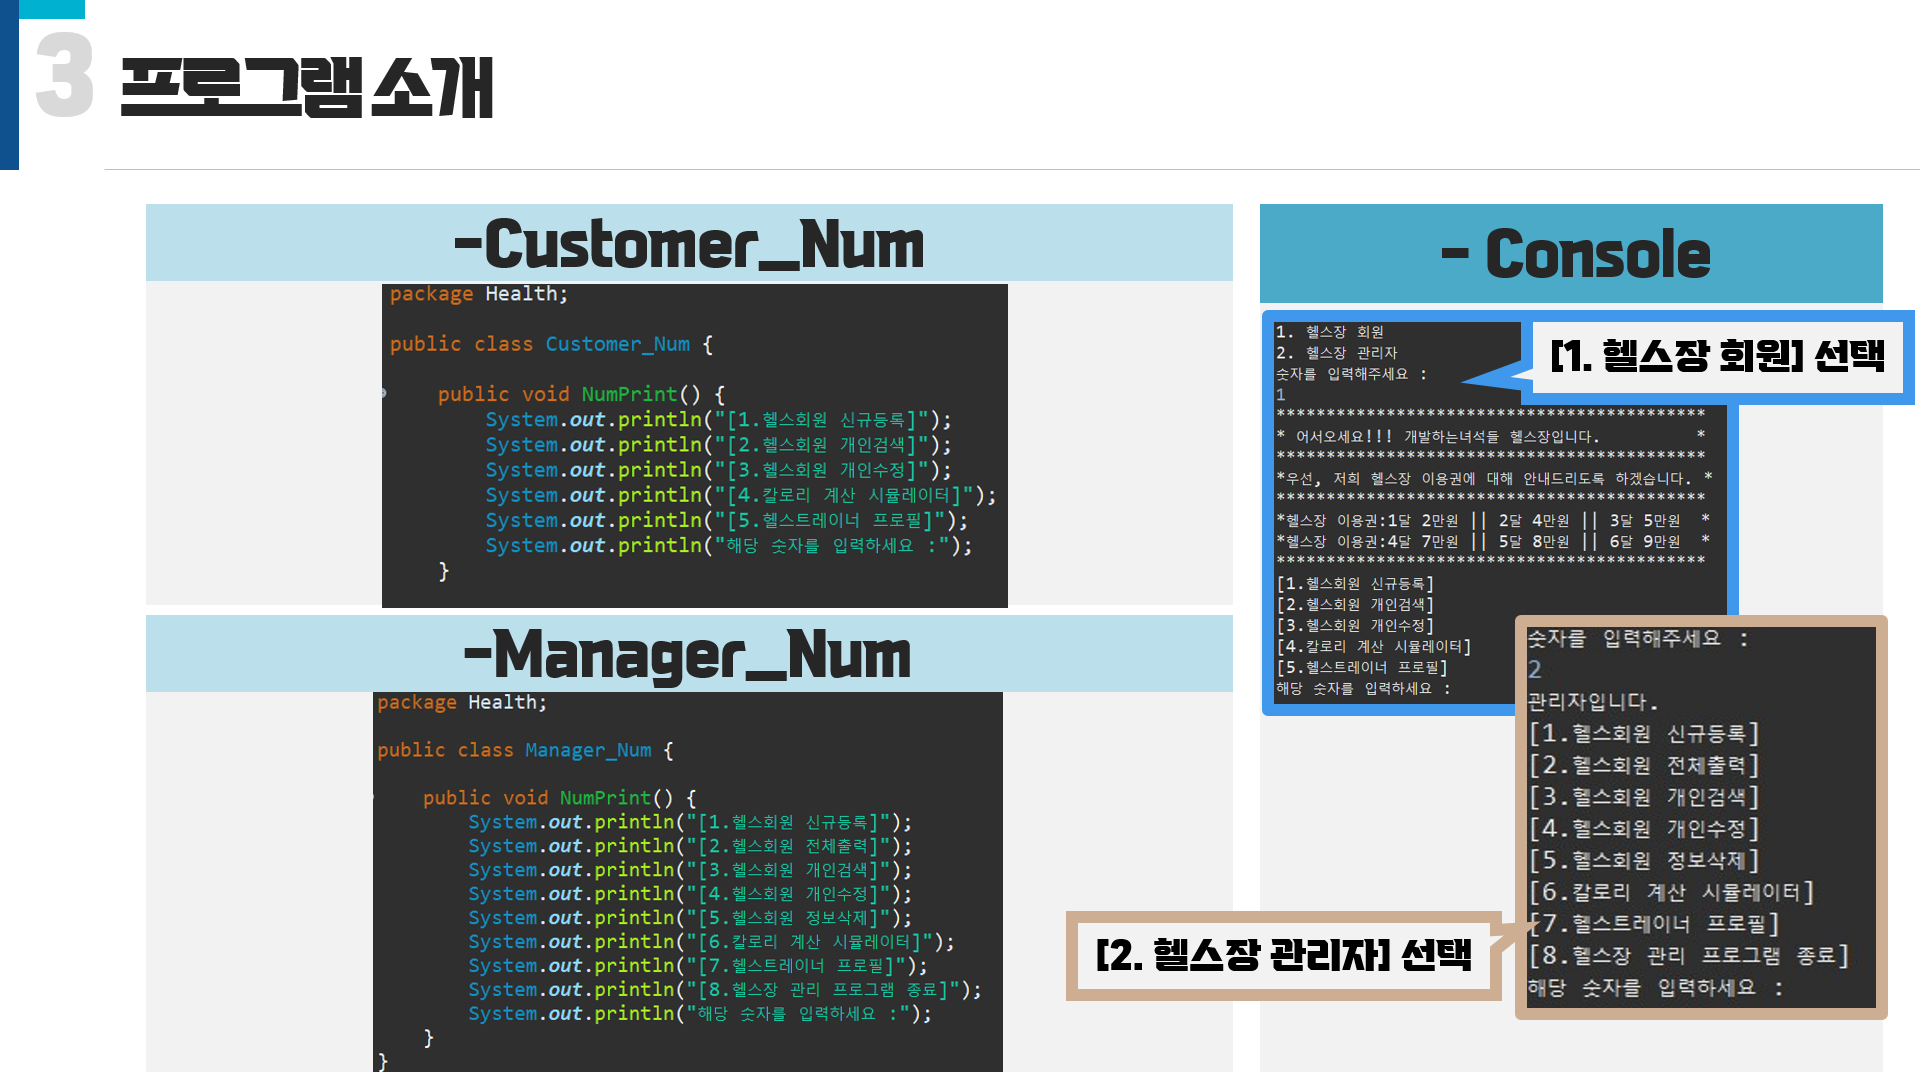 3
프로그램 소개
-Customer_Num
package Health;
public class Customer_Num {
public void NumPrint() {
System.out.println("[1.헬스회원 신규등록]");
System.out.println("[2.헬스회원 개인검색]");
System.out.println("[3.헬스회원 개인수정]");
System.out.println("[4.칼로리 계산 시뮬레이터]");
System.out.println("[5.헬스트레이너 프로필]");
System.out.println("해당 숫자를 입력하세요 :");
}
-Manager_Num
package Health;
public class Manager_Num {
public void NumPrint() {
System.out.println("[1.헬스회원 신규등록]");
System.out.println("[2.헬스회원 전체출력]");
System.out.println("[3.헬스회원 개인검색]");
System.out.println("[4.헬스회원 개인수정]");
System.out.println("[5.헬스회원 정보삭제]");
System.out.println("[6.칼로리 계산 시뮬레이터]");
System.out.println("[7.헬스트레이너 프로필]");
System.out.println("[8.헬스장 관리 프로그램 종료]");
System.out.println("해당 숫자를 입력하세요 :");
}
}
- Console
1. 헬스장 회원
2. 헬스장 관리자
숫자를 입력해주세요 :
1
*******************************************
* 어서오세요!!! 개발하는녀석들 헬스장입니다. *
*******************************************
*우선, 저희 헬스장 이용권에 대해 안내드리도록 하겠습니다. *
*******************************************
*헬스장 이용권:1달 2만원 || 2달 4만원 || 3달 5만원 *
*헬스장 이용권:4달 7만원 || 5달 8만원 || 6달 9만원 *
*******************************************
[1.헬스회원 신규등록]
[2.헬스회원 개인검색]
[3.헬스회원 개인수정]
[4.칼로리 계산 시뮬레이터]
[5.헬스트레이너 프로필]
해당 숫자를 입력하세요 :
[1. 헬스장 회원] 선택
숫자를 입력해주세요 :
2
관리자입니다.
[1.헬스회원 신규등록]
[2.헬스회원 전체출력]
[3.헬스회원 개인검색]
[4.헬스회원 개인수정]
[5.헬스회원 정보삭제]
[6.칼로리 계산 시뮬레이터]
[7.헬스트레이너 프로필]
[8.헬스장 관리 프로그램 종료]
해당 숫자를 입력하세요 :
[2. 헬스장 관리자] 선택